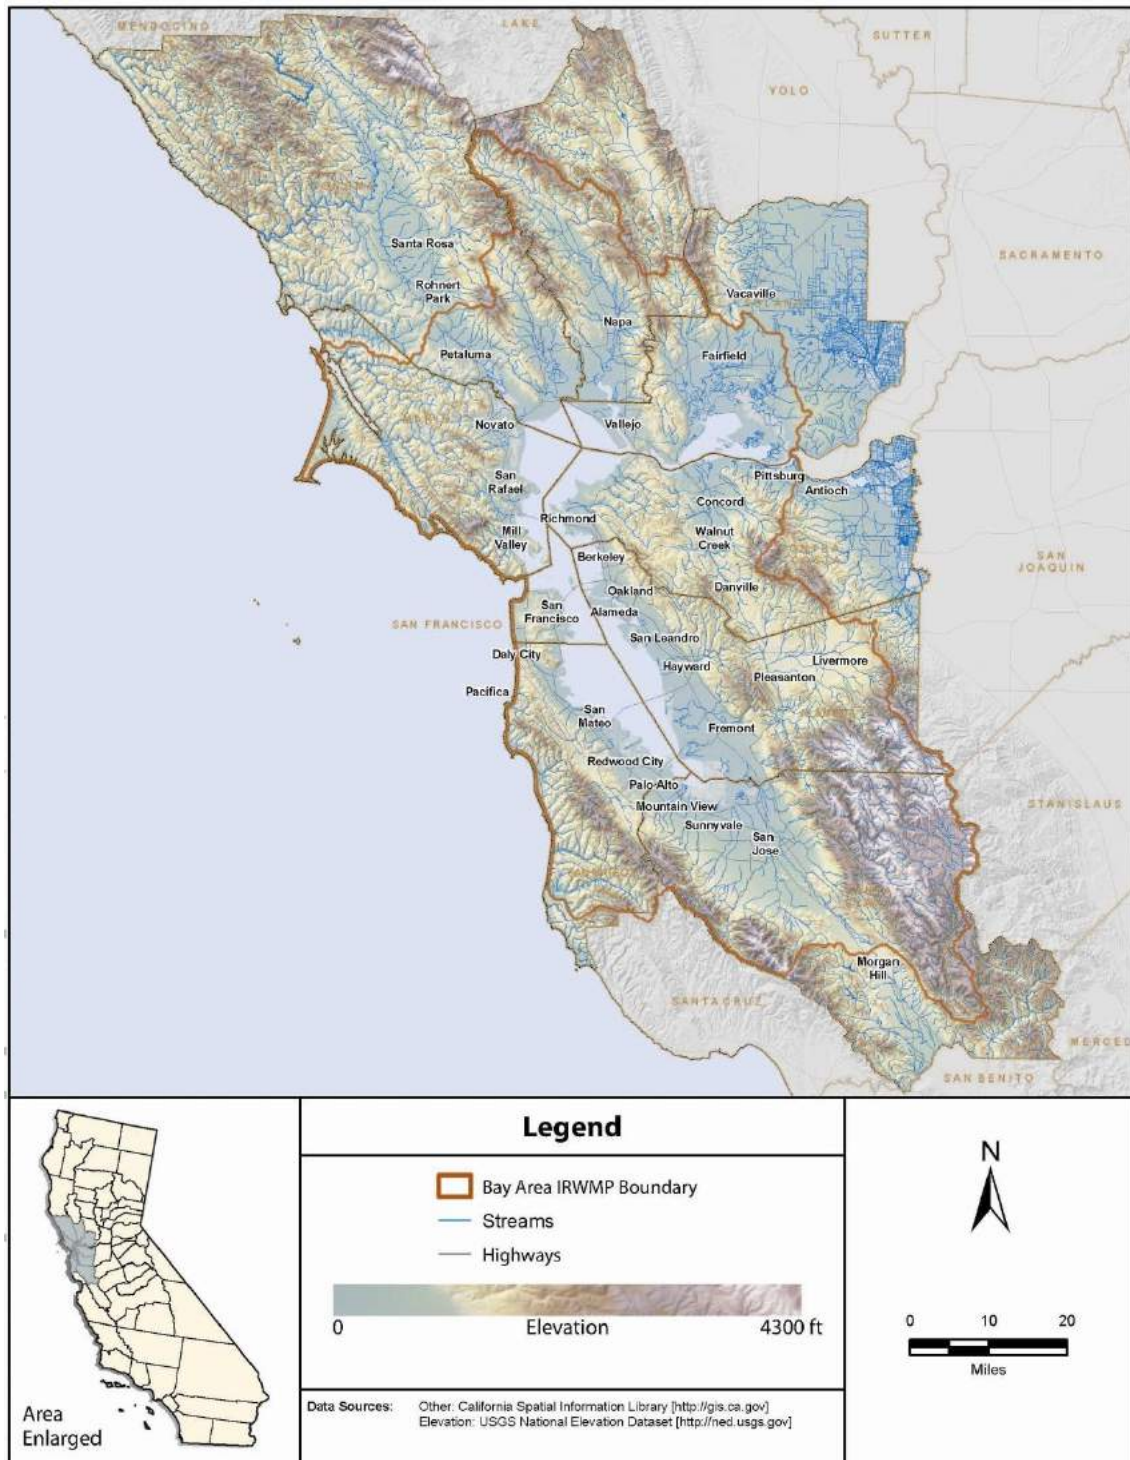 MENDOCINO
LAKE
SUTTER
YOLO
SACRAMENTO
Santa Rosa
Rohnert
Park
Vacaville
Napa
Petaluma
Fairfield
Novato
Vallejo
San
Rafael
Pittsburg
Antioch
Concord
Richmond
Mill
Valley
Walnut
Creek
Berkeley
SAN
JOAQUIN
Danville
Oakland
San
Francisco
Alameda
SAN FRANCISCO
San Leandro
Daly City
Hayward
Livermore
Pleasanton
Pacifica
San
Mateo
Fremont
Redwood City
Palo Alto
Mountain View
STANISLAUS
Sunnyvale
San
Jose
Morgan
Hill
SANTA CRUZ
MERCED
SAN BENITO
Area
Enlarged
Legend
Bay Area IRWMP Boundary
Streams
Highways
0
Elevation
4300 ft
Data Sources:
Other: California Spatial Information Library [http://gis.ca.gov]
Elevation: USGS National Elevation Dataset [http://ned.usgs.gov]
N
0 10 20
Miles